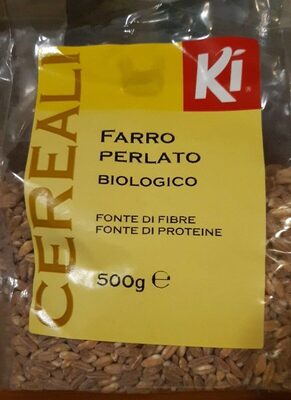 CEREALI
Ki®
FARRO
PERLATO
BIOLOGICO
FONTE DI FIBRE
FONTE DI PROTEINE
500g ℮